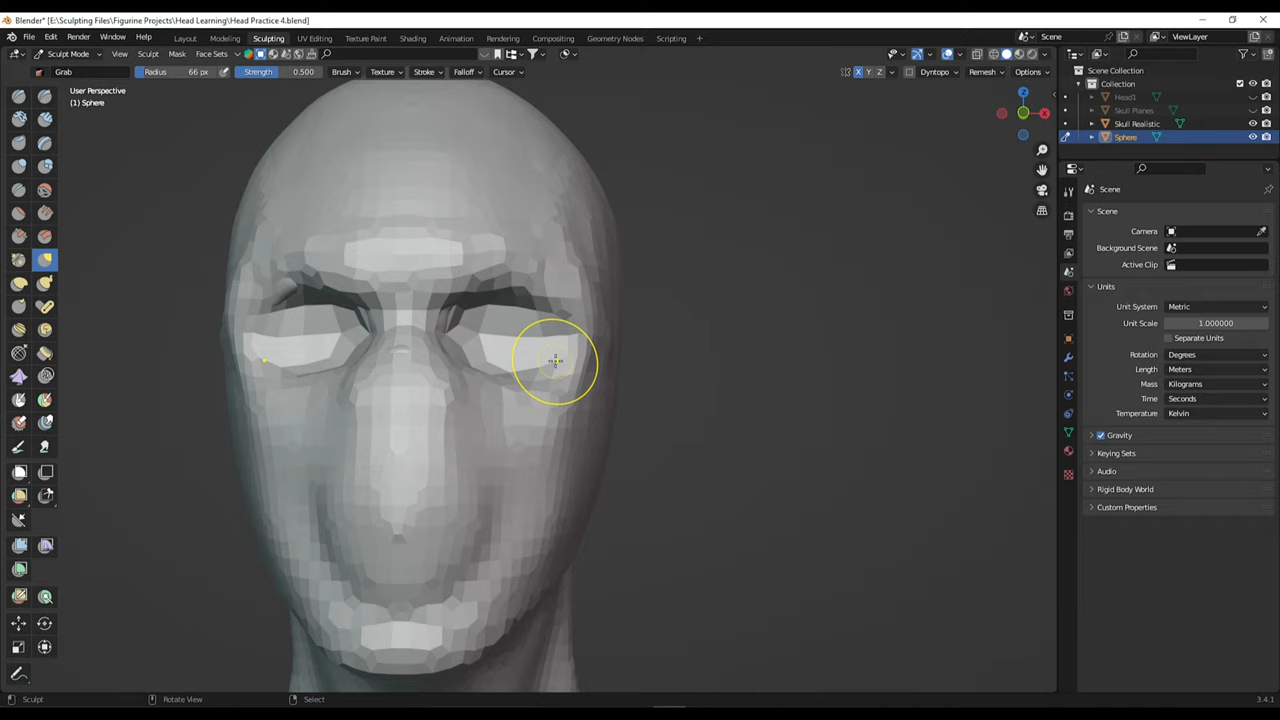 Blender* [E:\Sculpting Files\Figurine Projects\Head Learning\Head Practice 4.blend]
File Edit Render Window Help Layout Modeling Sculpting UV Editing Texture Paint Shading Animation Rendering Compositing Geometry Nodes Scripting + Scene ViewLayer
Sculpt Mode View Sculpt Mask Face Sets
Grab Radius 66 px Strength 0.500 Brush Texture Stroke Falloff Cursor X Y Z Dyntopo Remesh Options
User Perspective
(1) Sphere
Z
X
Scene Collection
Collection
Head1
Skull Planes
Skull Realistic
Sphere
Scene
Scene
Camera
Background Scene
Active Clip
Units
Unit System Metric
Unit Scale 1.000000
Separate Units
Rotation Degrees
Length Meters
Mass Kilograms
Time Seconds
Temperature Kelvin
Gravity
Keying Sets
Audio
Rigid Body World
Custom Properties
Sculpt Rotate View Select 3.4.1